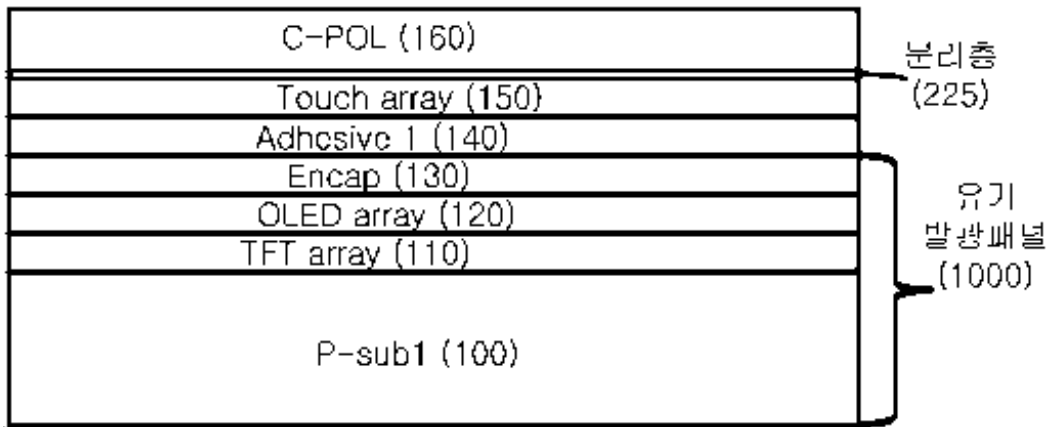 C-POL (160)
분리층
(225)
Touch array (150)
Adhesive 1 (140)
Encap (130)
OLED array (120)
TFT array (110)
유기
발광패널
(1000)
P-sub1 (100)